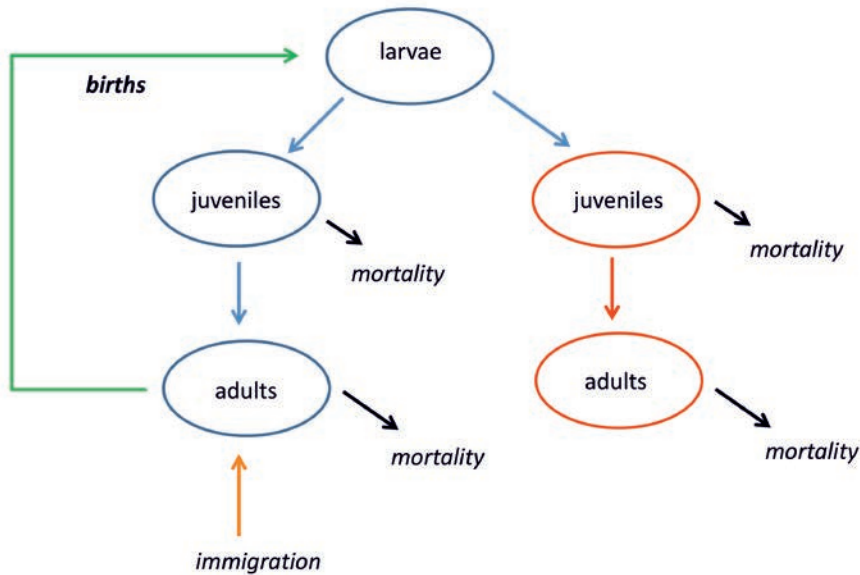 larvae
births
juveniles
juveniles
mortality
mortality
adults
adults
mortality
mortality
immigration